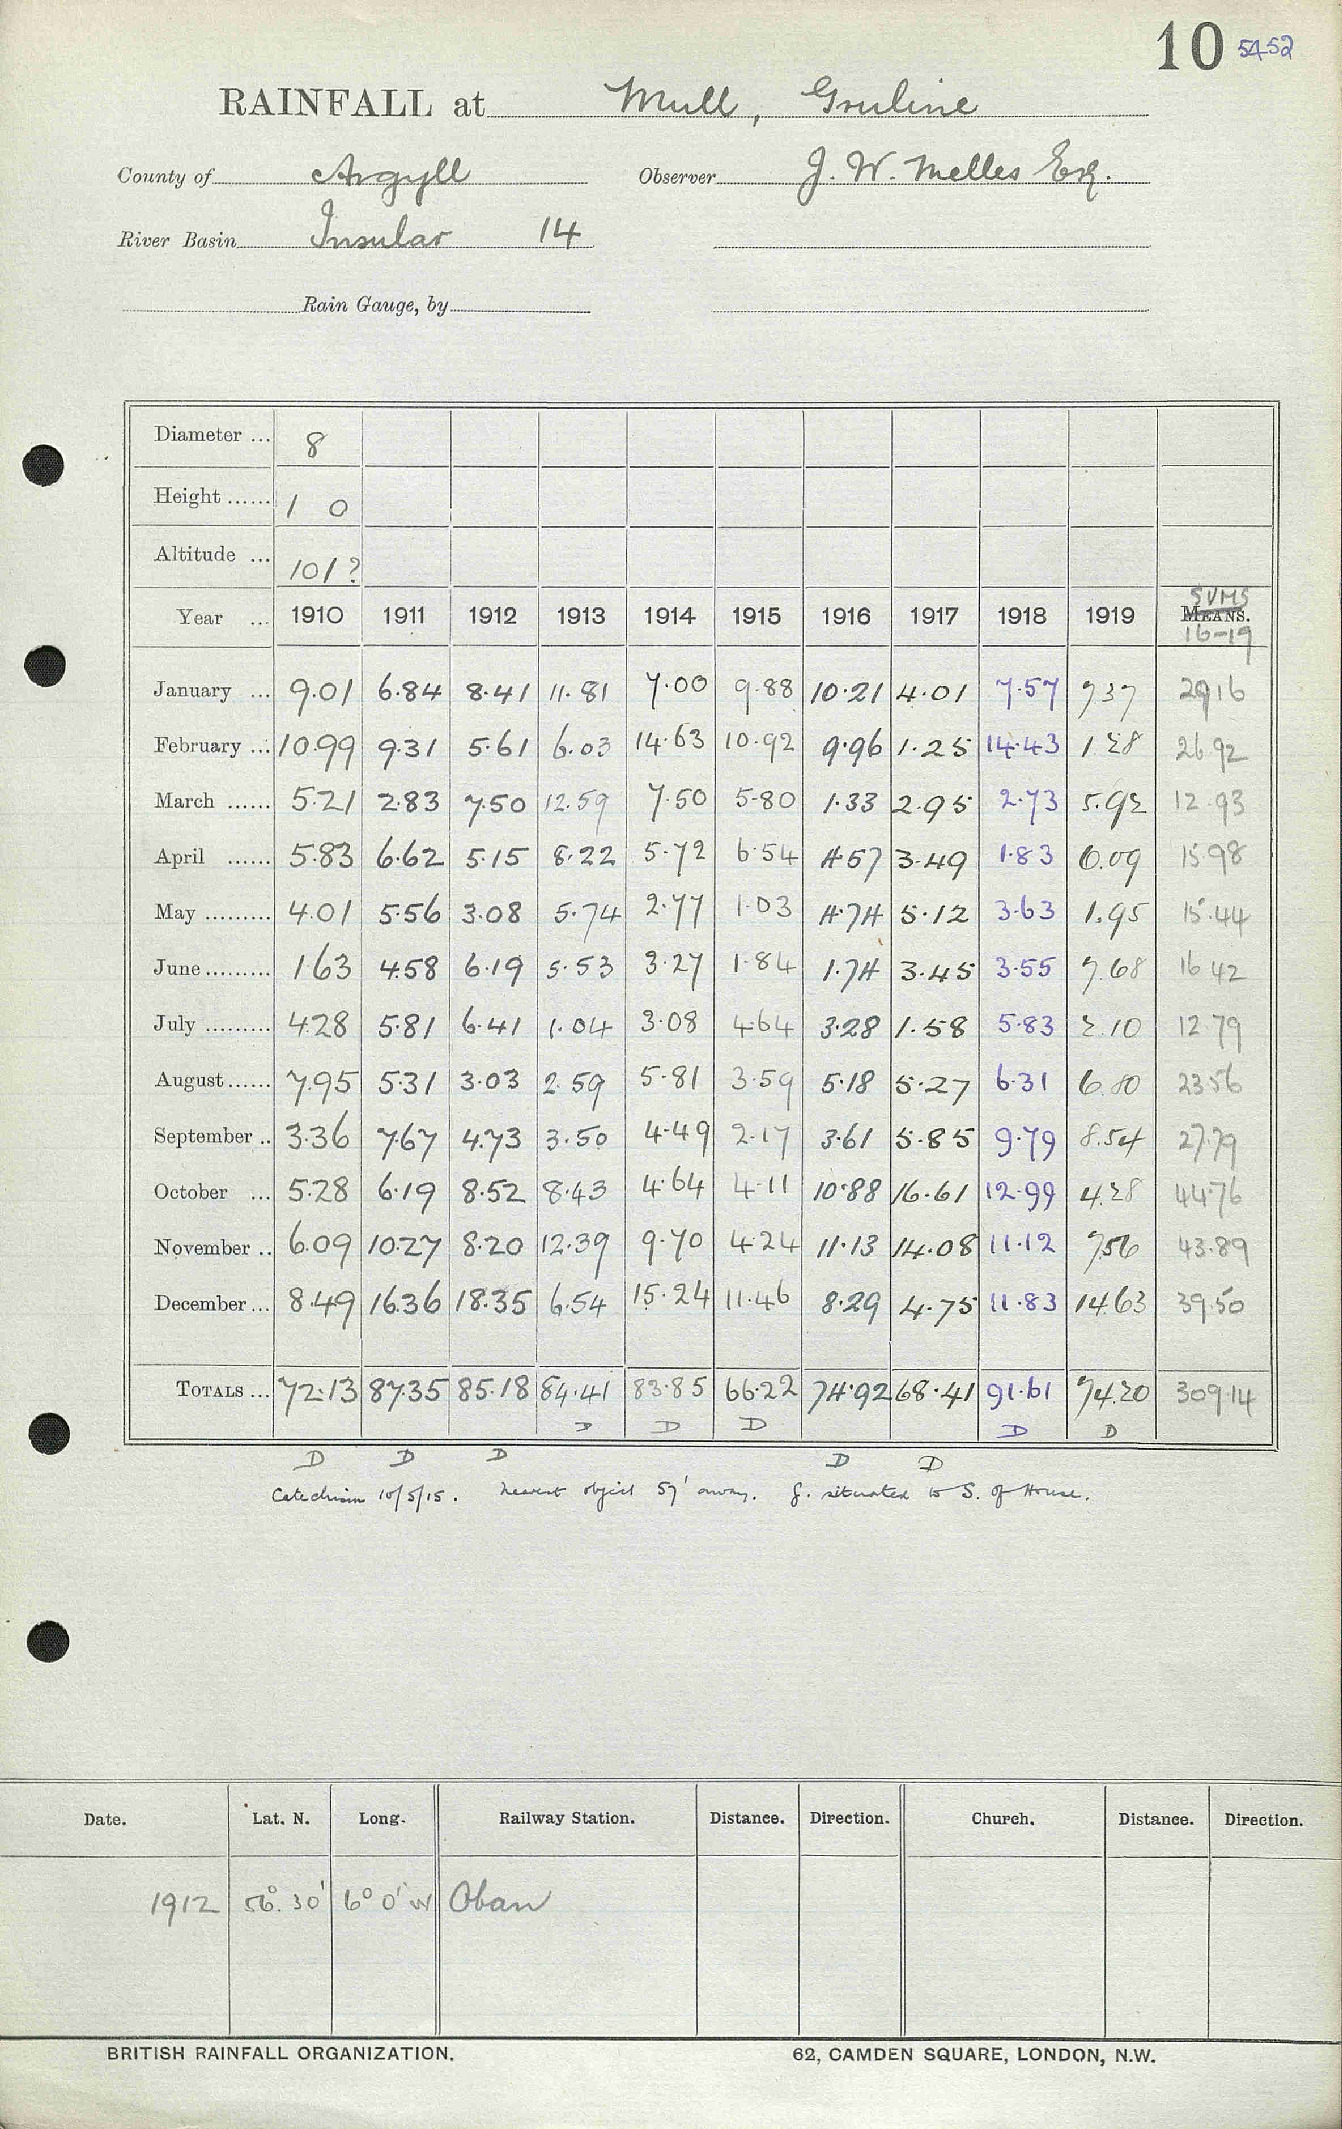 10 5452
RAINFALL at Mull, Gruline
County of Argyll Observer J. W. Melles Esq.
River Basin Insular 14
Rain Gauge, by
Diameter ... 8
Height ...... 1 0
Altitude ... 101?
Year ... 1910 1911 1912 1913 1914 1915 1916 1917 1918 1919 SUMS MEANS. 16-19
January ... 9.01 6.84 8.41 11.81 7.00 9.88 10.21 4.01 7.57 7.37 29.16
February ... 10.99 9.31 5.61 6.03 14.63 10.92 9.96 1.25 14.43 1.28 26.92
March ...... 5.21 2.83 7.50 12.59 7.50 5.80 1.33 2.95 2.73 5.92 12.93
April ...... 5.83 6.62 5.15 8.22 5.72 6.54 4.57 3.49 1.83 6.09 15.98
May ......... 4.01 5.56 3.08 5.74 2.77 1.03 4.74 5.12 3.63 1.95 15.44
June ......... 1.63 4.58 6.19 5.53 3.27 1.84 1.74 3.45 3.55 7.68 16.42
July ......... 4.28 5.81 6.41 1.04 3.08 4.64 3.28 1.58 5.83 2.10 12.79
August ...... 7.95 5.31 3.03 2.59 5.81 3.59 5.18 5.27 6.31 6.80 23.56
September .. 3.36 7.67 4.73 3.50 4.49 2.17 3.61 5.85 9.79 8.54 27.79
October ... 5.28 6.19 8.52 8.43 4.64 4.11 10.88 16.61 12.99 4.28 44.76
November .. 6.09 10.27 8.20 12.39 9.70 4.24 11.13 14.08 11.12 7.56 43.89
December ... 8.49 16.36 18.35 6.54 15.24 11.46 8.29 4.75 11.83 14.63 39.50
TOTALS ... 72.13 87.35 85.18 84.41 83.85 66.22 74.92 68.41 91.61 74.20 309.14
D D D D D
D D D D D
Catechism 10/5/15. Nearest object 57' away. G. situated to S. of House.
Date. Lat. N. Long. Railway Station. Distance. Direction. Church. Distance. Direction.
1912 56° 30' 6° 0' W Oban
BRITISH RAINFALL ORGANIZATION. 62, CAMDEN SQUARE, LONDON, N.W.